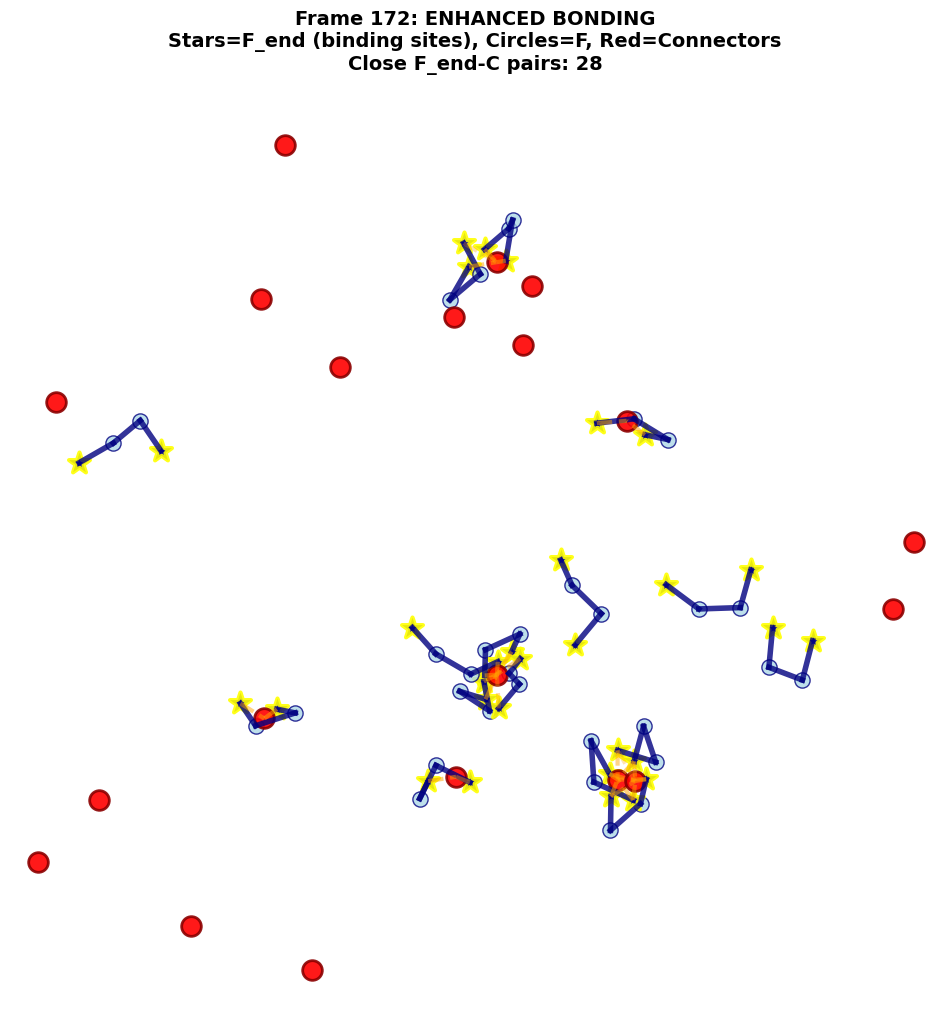 Frame 172: ENHANCED BONDING
Stars=F_end (binding sites), Circles=F, Red=Connectors
Close F_end-C pairs: 28